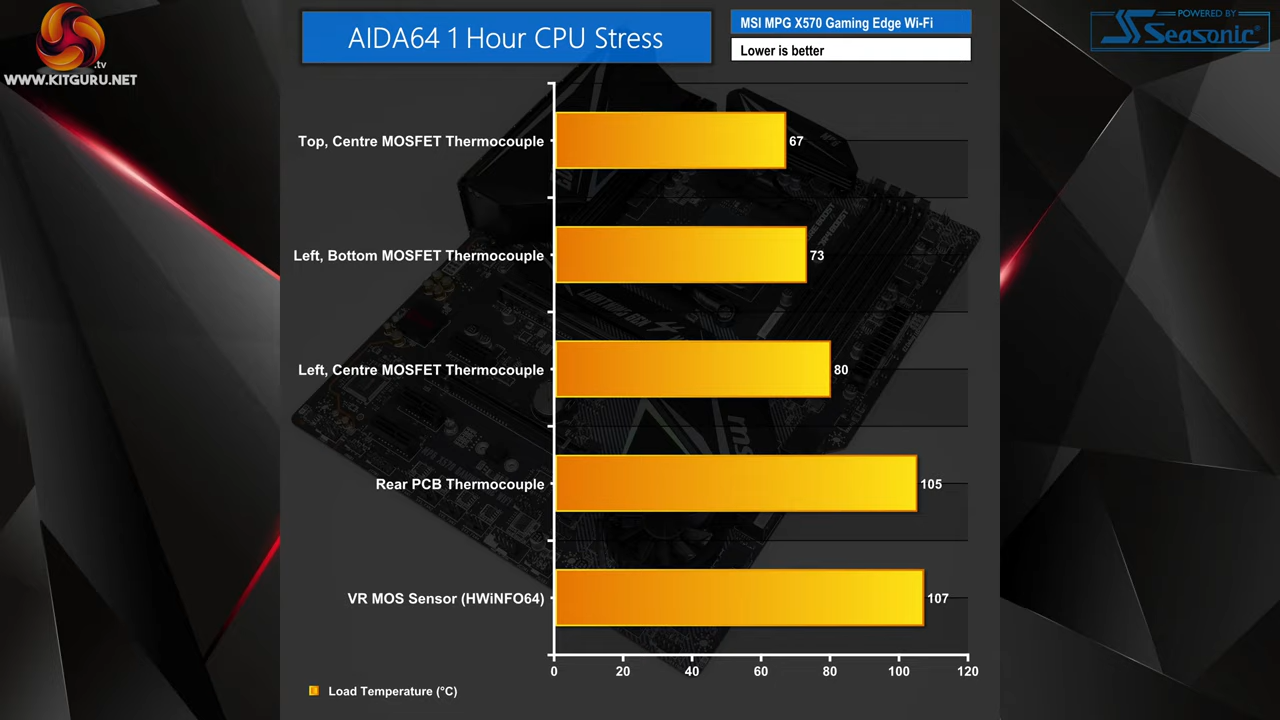 AIDA64 1 Hour CPU Stress
MSI MPG X570 Gaming Edge Wi-Fi
Lower is better
POWERED BY
Seasonic
.tv
WWW.KITGURU.NET
Top, Centre MOSFET Thermocouple
67
Left, Bottom MOSFET Thermocouple
73
Left, Centre MOSFET Thermocouple
80
Rear PCB Thermocouple
105
VR MOS Sensor (HWiNFO64)
107
0 20 40 60 80 100 120
Load Temperature (°C)